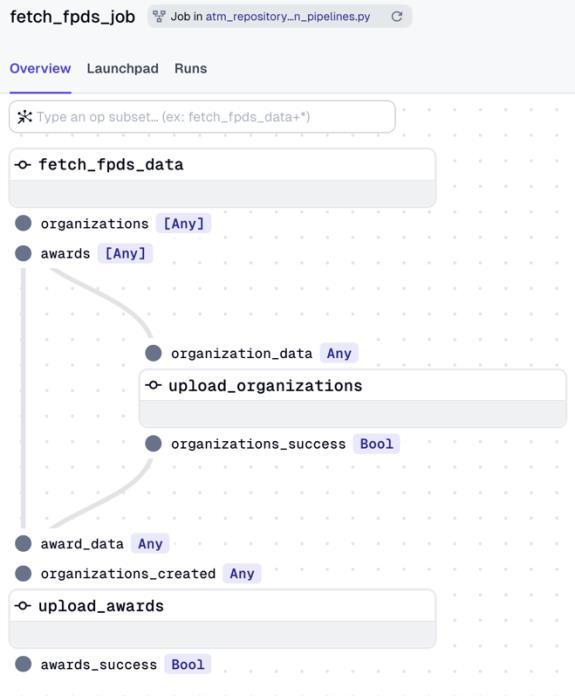 fetch_fpds_job Job in atm_repository...n_pipelines.py
Overview Launchpad Runs
Type an op subset... (ex: fetch_fpds_data+*)
fetch_fpds_data
organizations [Any]
awards [Any]
organization_data Any
upload_organizations
organizations_success Bool
award_data Any
organizations_created Any
upload_awards
awards_success Bool